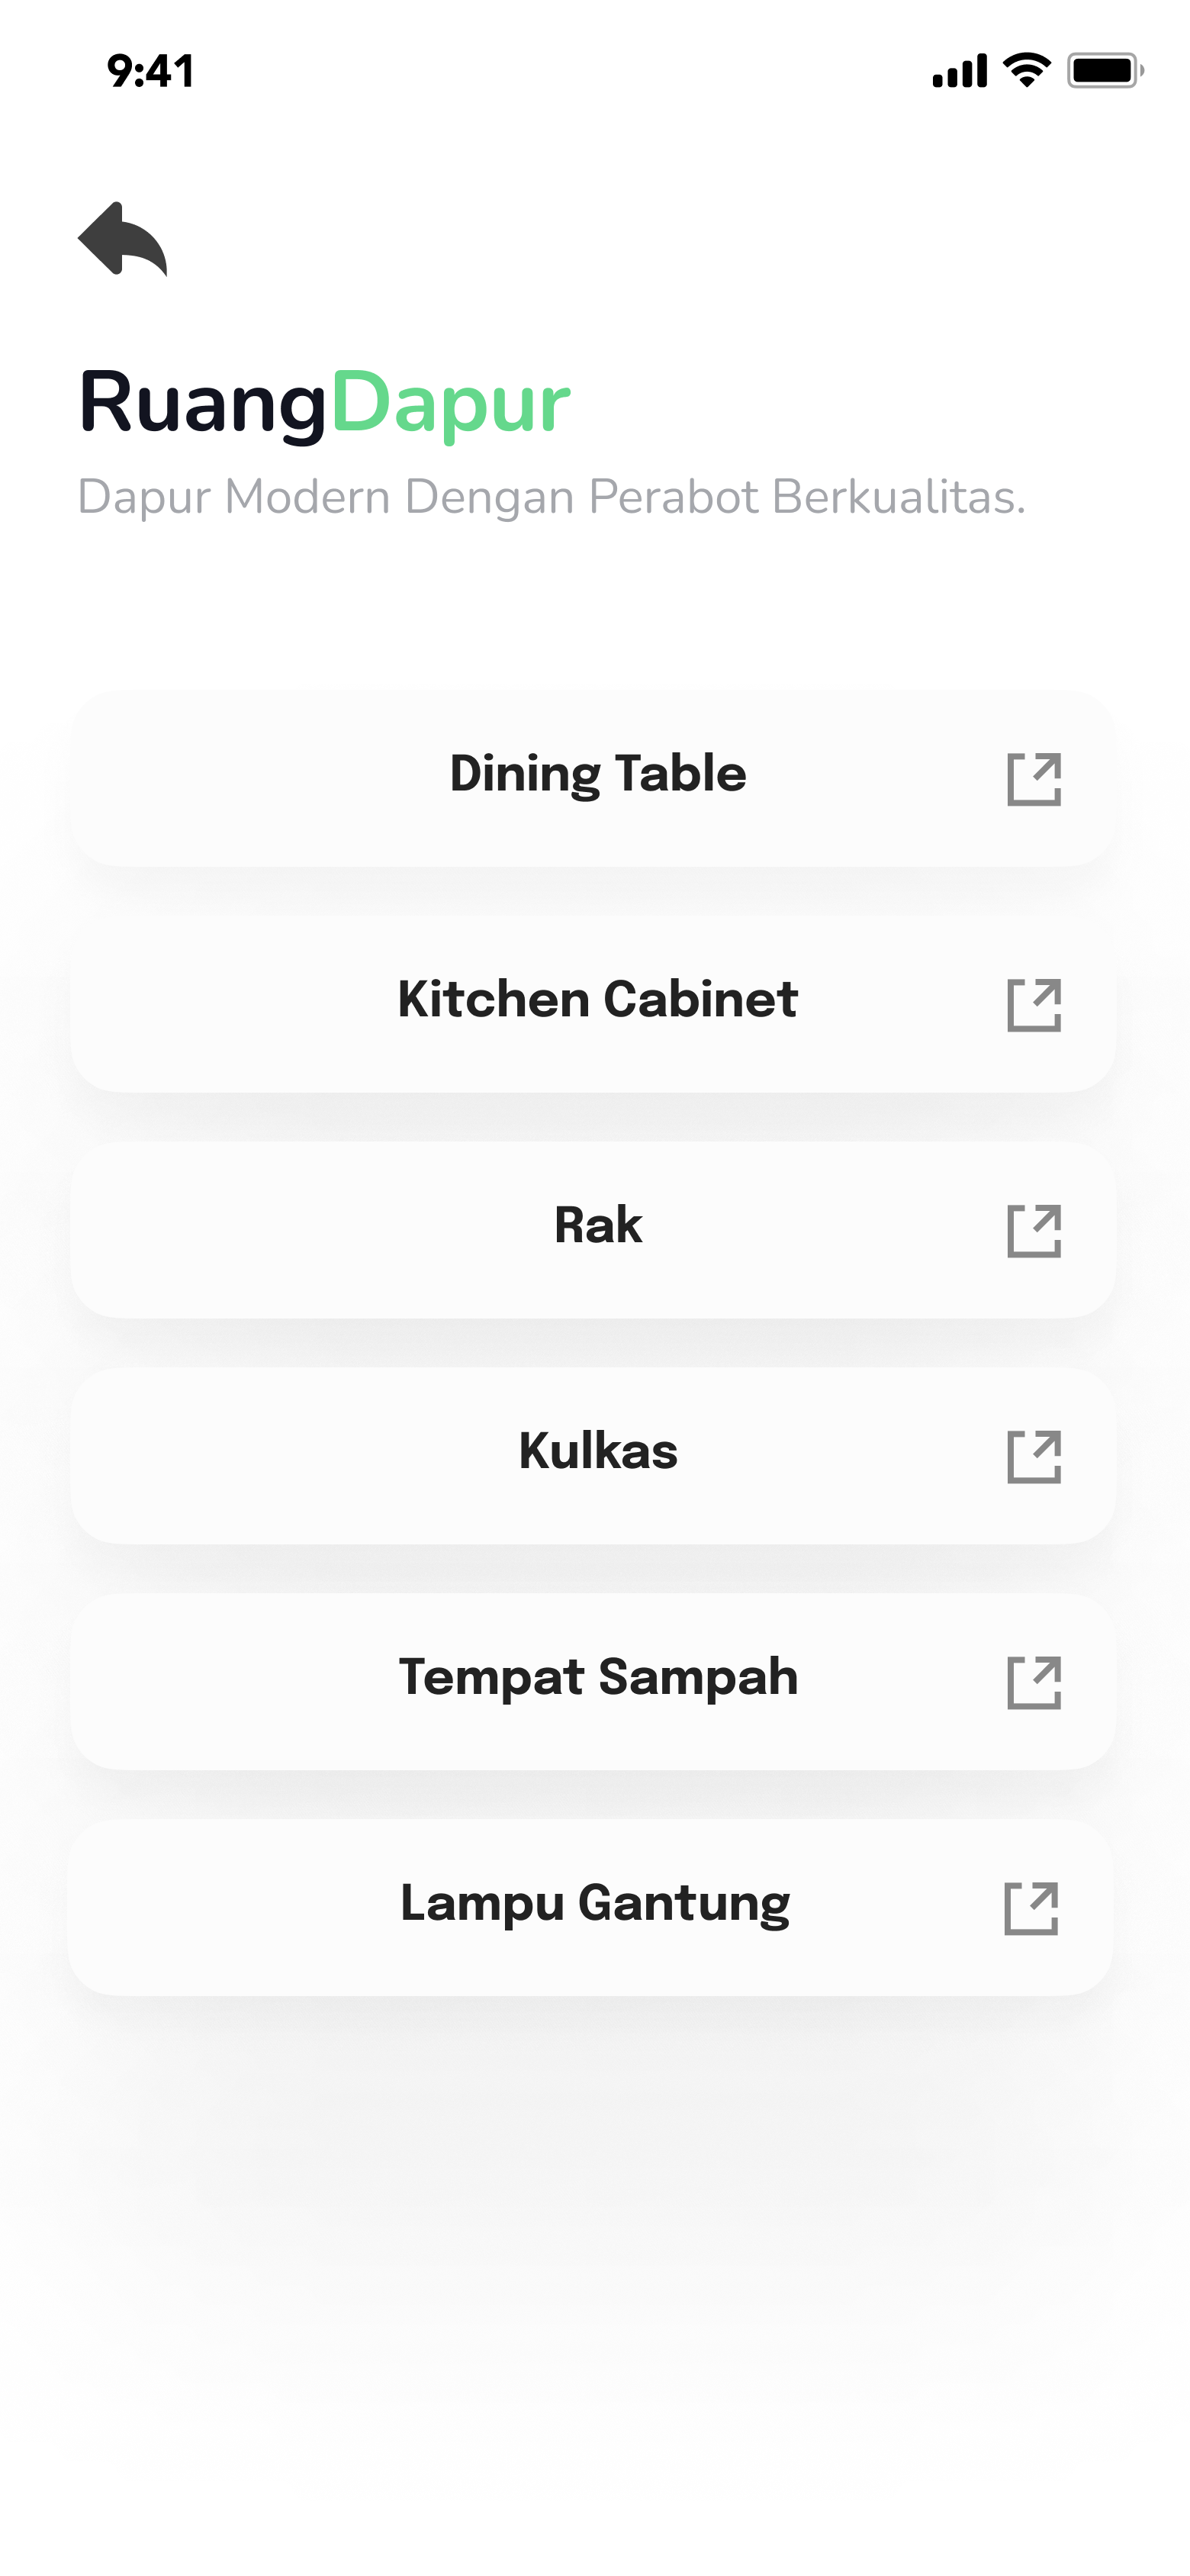 9:41
RuangDapur
Dapur Modern Dengan Perabot Berkualitas.
Dining Table
Kitchen Cabinet
Rak
Kulkas
Tempat Sampah
Lampu Gantung